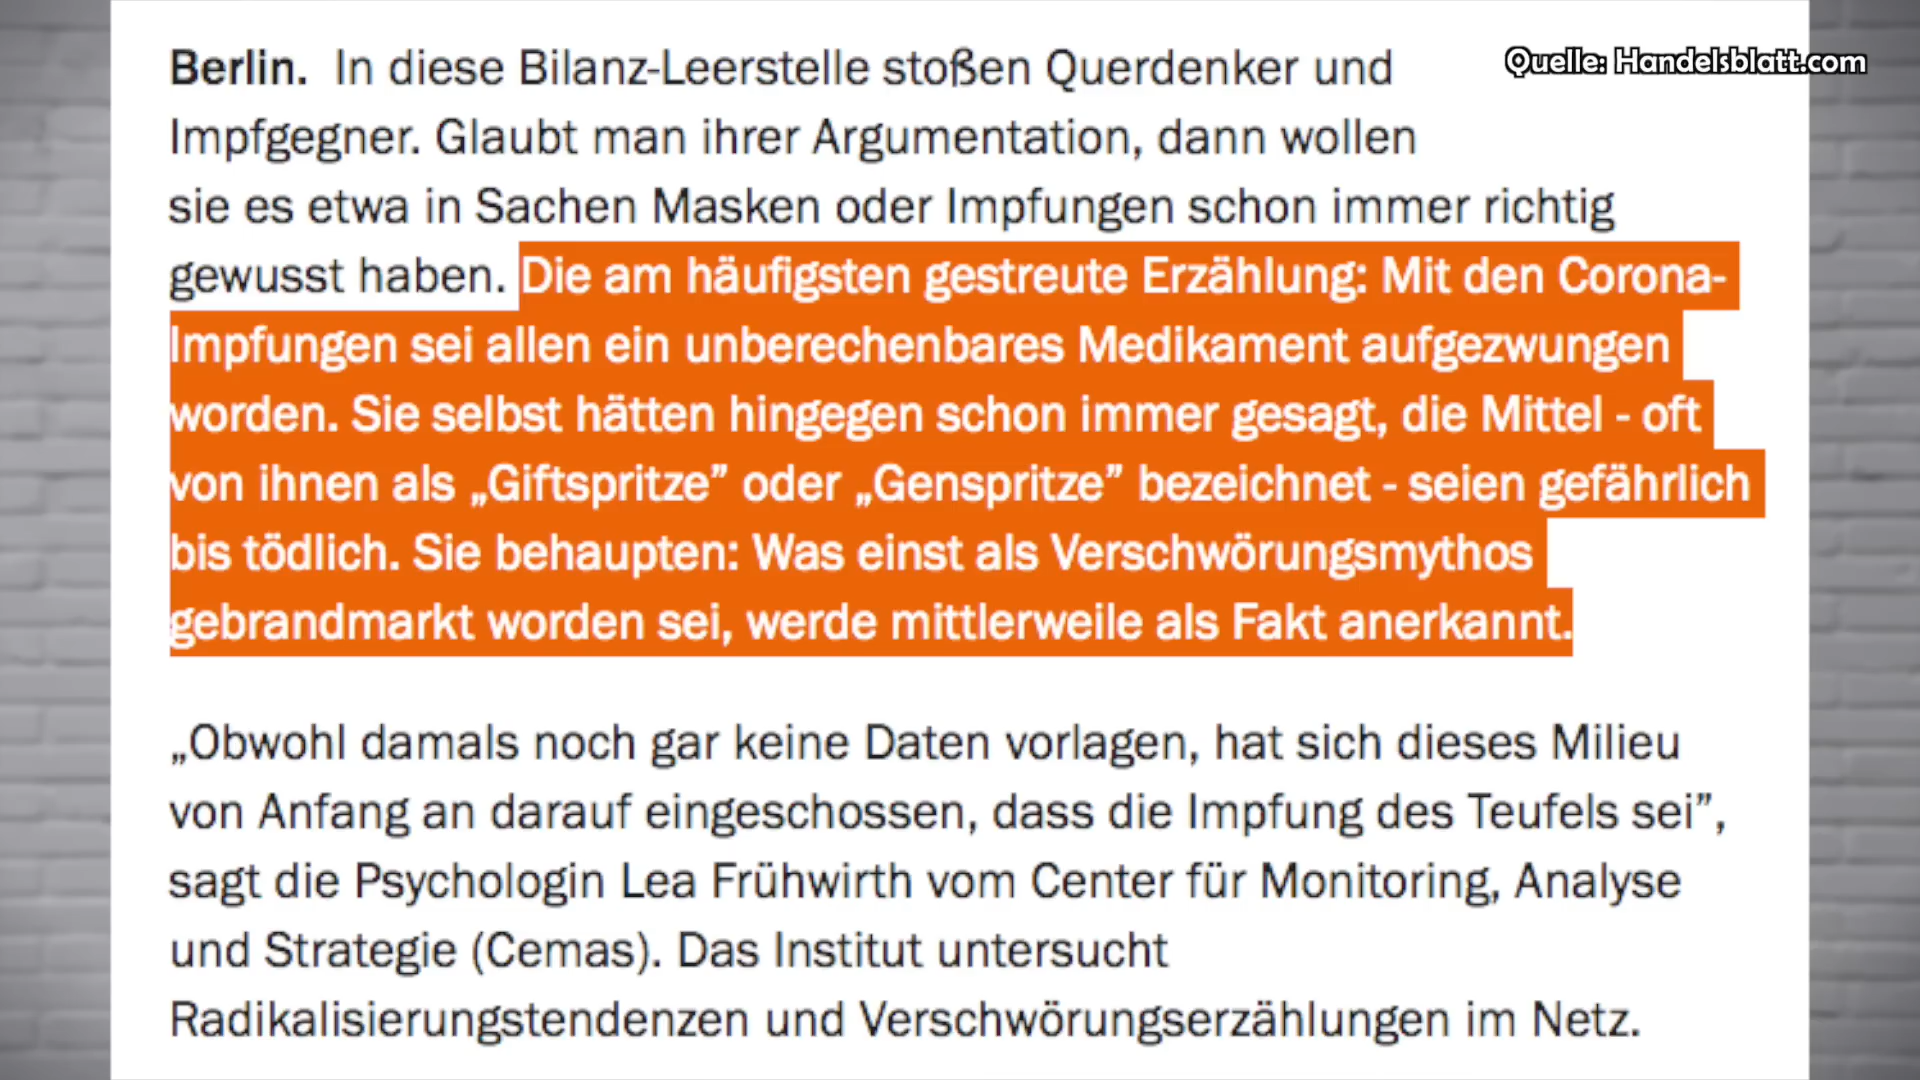 Quelle: Handelsblatt.com
Berlin. In diese Bilanz-Leerstelle stoßen Querdenker und
Impfgegner. Glaubt man ihrer Argumentation, dann wollen
sie es etwa in Sachen Masken oder Impfungen schon immer richtig
gewusst haben. Die am häufigsten gestreute Erzählung: Mit den Corona-
Impfungen sei allen ein unberechenbares Medikament aufgezwungen
worden. Sie selbst hätten hingegen schon immer gesagt, die Mittel - oft
von ihnen als „Giftspritze” oder „Genspritze” bezeichnet - seien gefährlich
bis tödlich. Sie behaupten: Was einst als Verschwörungsmythos
gebrandmarkt worden sei, werde mittlerweile als Fakt anerkannt.
„Obwohl damals noch gar keine Daten vorlagen, hat sich dieses Milieu
von Anfang an darauf eingeschossen, dass die Impfung des Teufels sei”,
sagt die Psychologin Lea Frühwirth vom Center für Monitoring, Analyse
und Strategie (Cemas). Das Institut untersucht
Radikalisierungstendenzen und Verschwörungserzählungen im Netz.